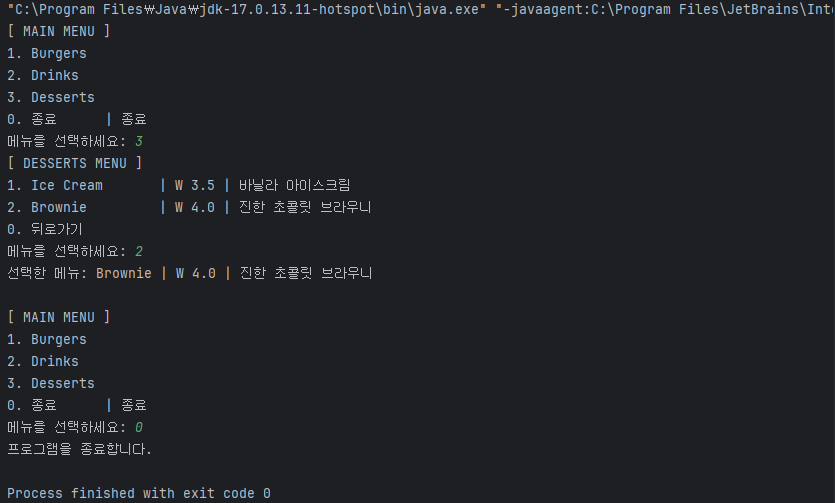 "C:\Program Files₩Java₩jdk-17.0.13.11-hotspot\bin\java.exe" "-javaagent:C:\Program Files\JetBrains\Inte
[ MAIN MENU ]
1. Burgers
2. Drinks
3. Desserts
0. 종료      | 종료
메뉴를 선택하세요: 3
[ DESSERTS MENU ]
1. Ice Cream       | W 3.5 | 바닐라 아이스크림
2. Brownie         | W 4.0 | 진한 초콜릿 브라우니
0. 뒤로가기
메뉴를 선택하세요: 2
선택한 메뉴: Brownie | W 4.0 | 진한 초콜릿 브라우니
[ MAIN MENU ]
1. Burgers
2. Drinks
3. Desserts
0. 종료      | 종료
메뉴를 선택하세요: 0
프로그램을 종료합니다.
Process finished with exit code 0